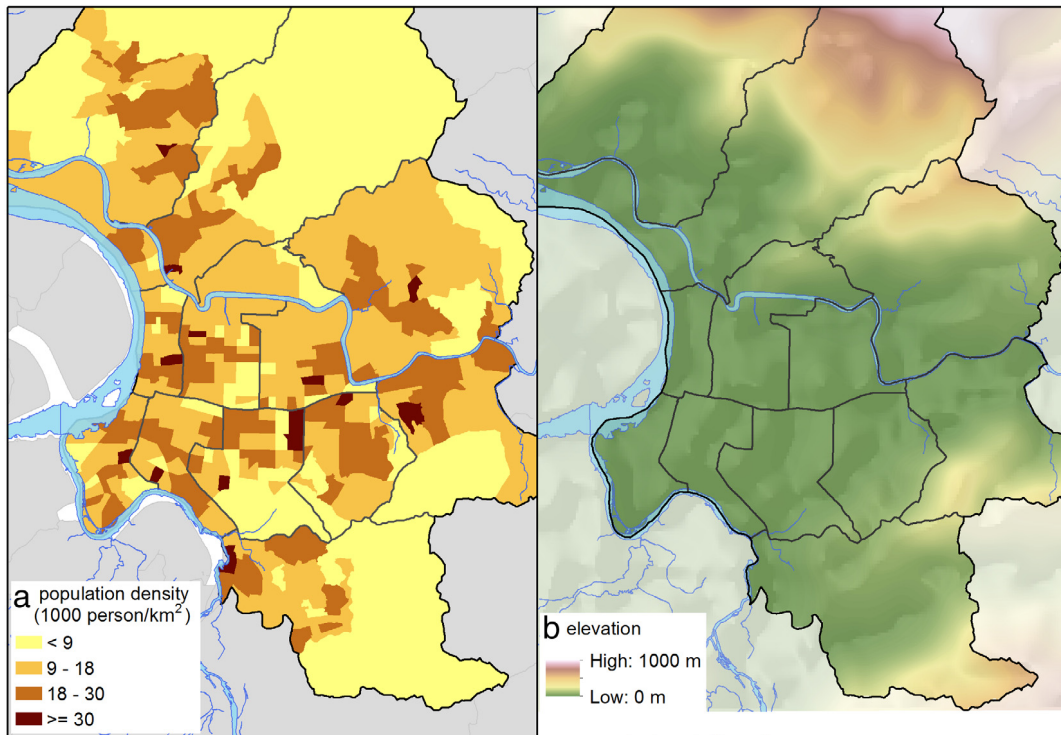 a population density
(1000 person/km²)
< 9
9 - 18
18 - 30
>= 30
b elevation
High: 1000 m
Low: 0 m